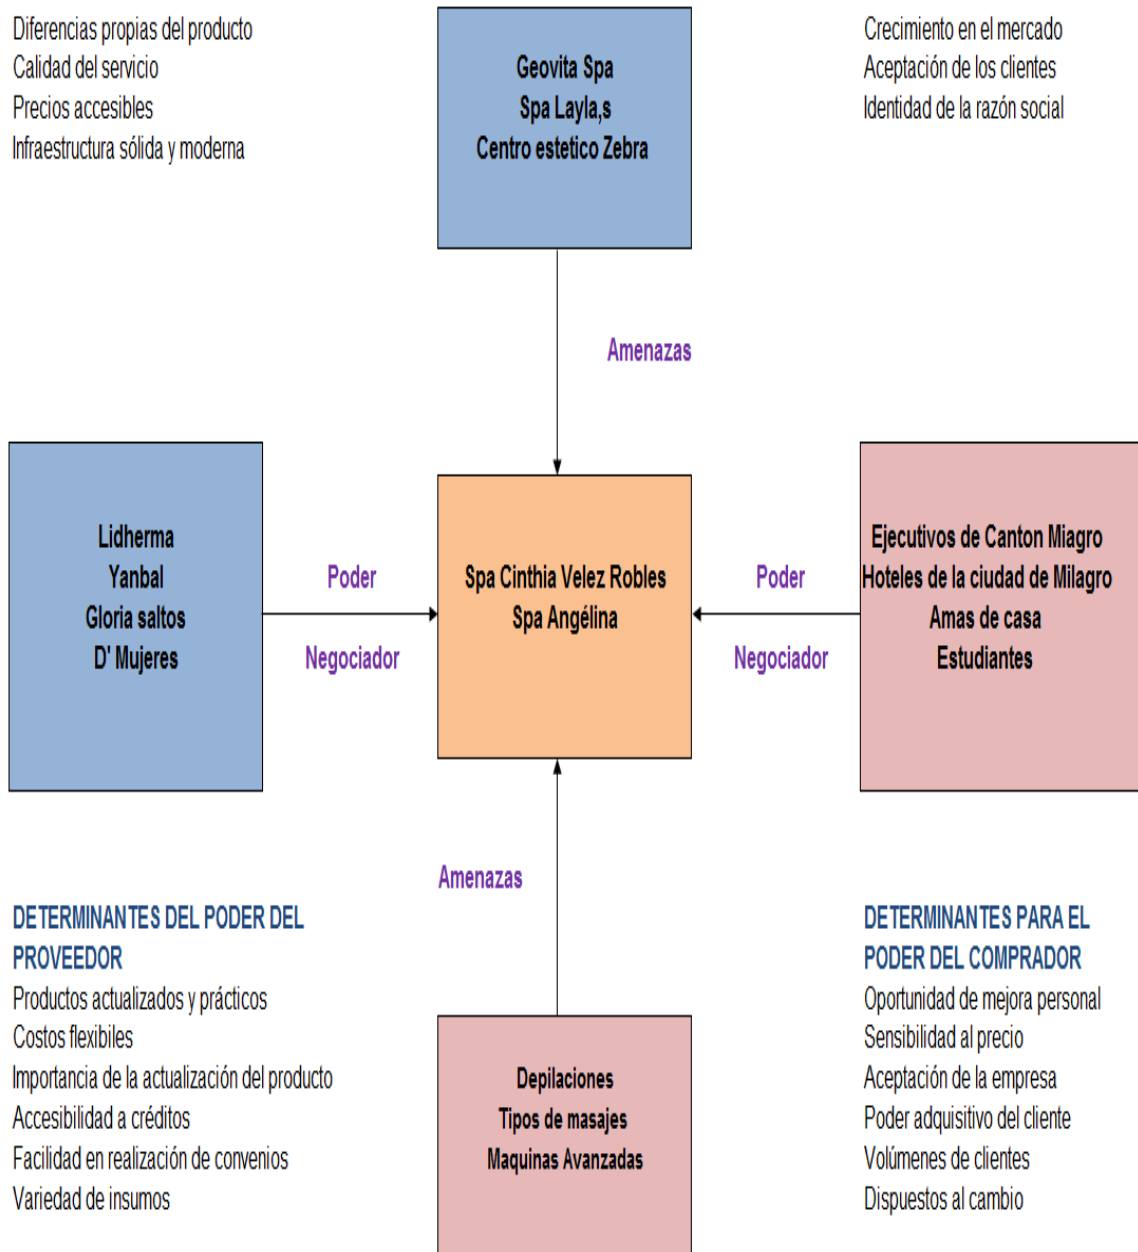 Diferencias propias del producto
Calidad del servicio
Precios accesibles
Infraestructura sólida y moderna
Geovita Spa
Spa Layla,s
Centro estetico Zebra
Crecimiento en el mercado
Aceptación de los clientes
Identidad de la razón social
Amenazas
Lidherma
Yanbal
Gloria saltos
D' Mujeres
Poder
Negociador
Spa Cinthia Velez Robles
Spa Angélina
Poder
Negociador
Ejecutivos de Canton Miagro
Hoteles de la ciudad de Milagro
Amas de casa
Estudiantes
Amenazas
DETERMINANTES DEL PODER DEL
PROVEEDOR
Productos actualizados y prácticos
Costos flexibiles
Importancia de la actualización del producto
Accesibilidad a créditos
Facilidad en realización de convenios
Variedad de insumos
Depilaciones
Tipos de masajes
Maquinas Avanzadas
DETERMINANTES PARA EL
PODER DEL COMPRADOR
Oportunidad de mejora personal
Sensibilidad al precio
Aceptación de la empresa
Poder adquisitivo del cliente
Volúmenes de clientes
Dispuestos al cambio